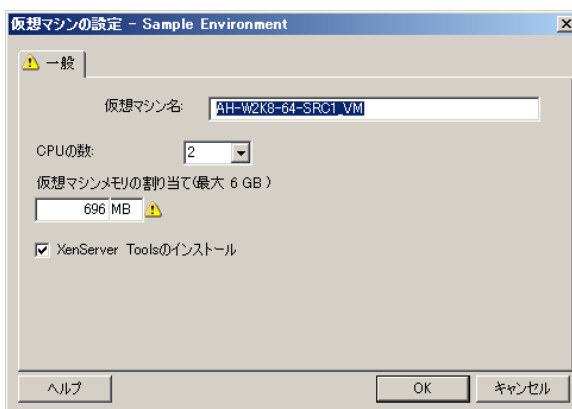 仮想マシンの設定 - Sample Environment
一般
仮想マシン名: AH-W2K8-64-SRC1_VM
CPUの数: 2
仮想マシンメモリの割り当て(最大 6 GB )
696 MB
XenServer Toolsのインストール
ヘルプ OK キャンセル